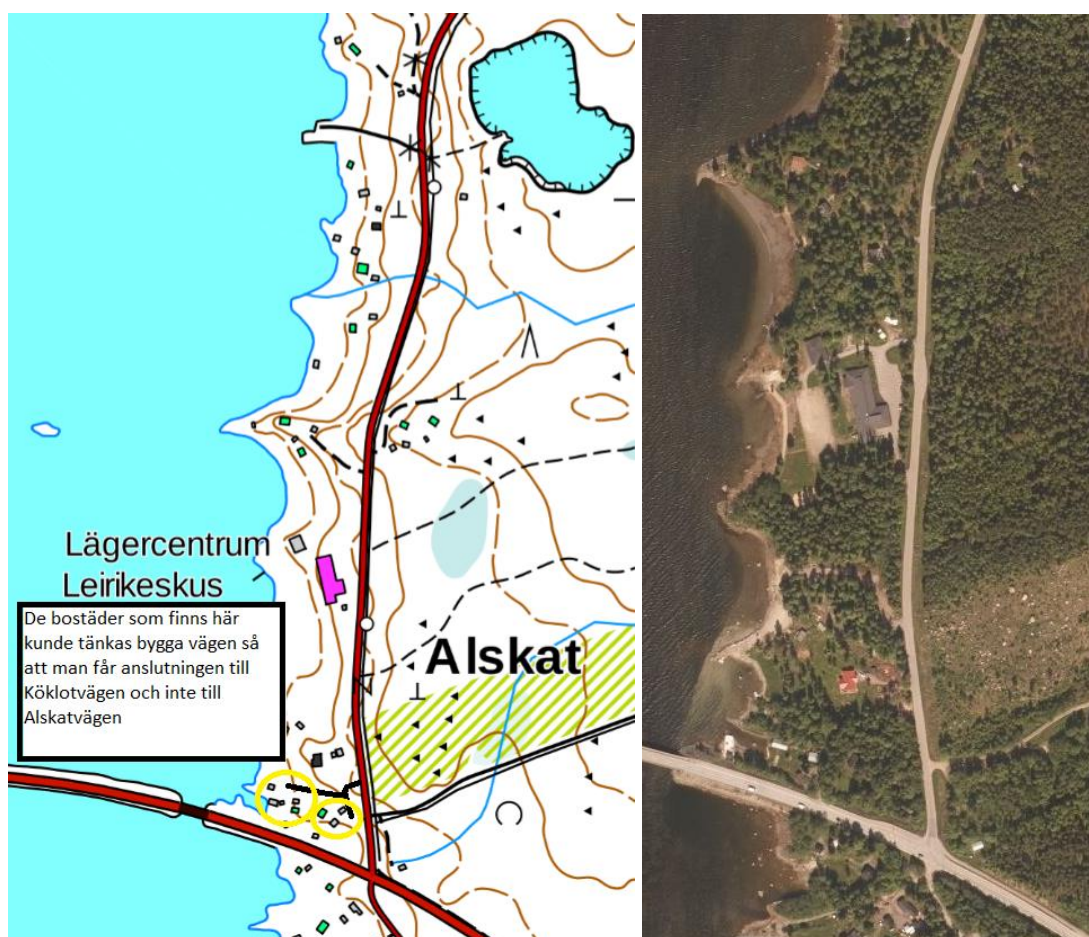 Lägercentrum
Leirikeskus
De bostäder som finns här
kunde tänkas bygga vägen så
att man får anslutningen till
Köklotvägen och inte till
Alskatvägen
Alskat